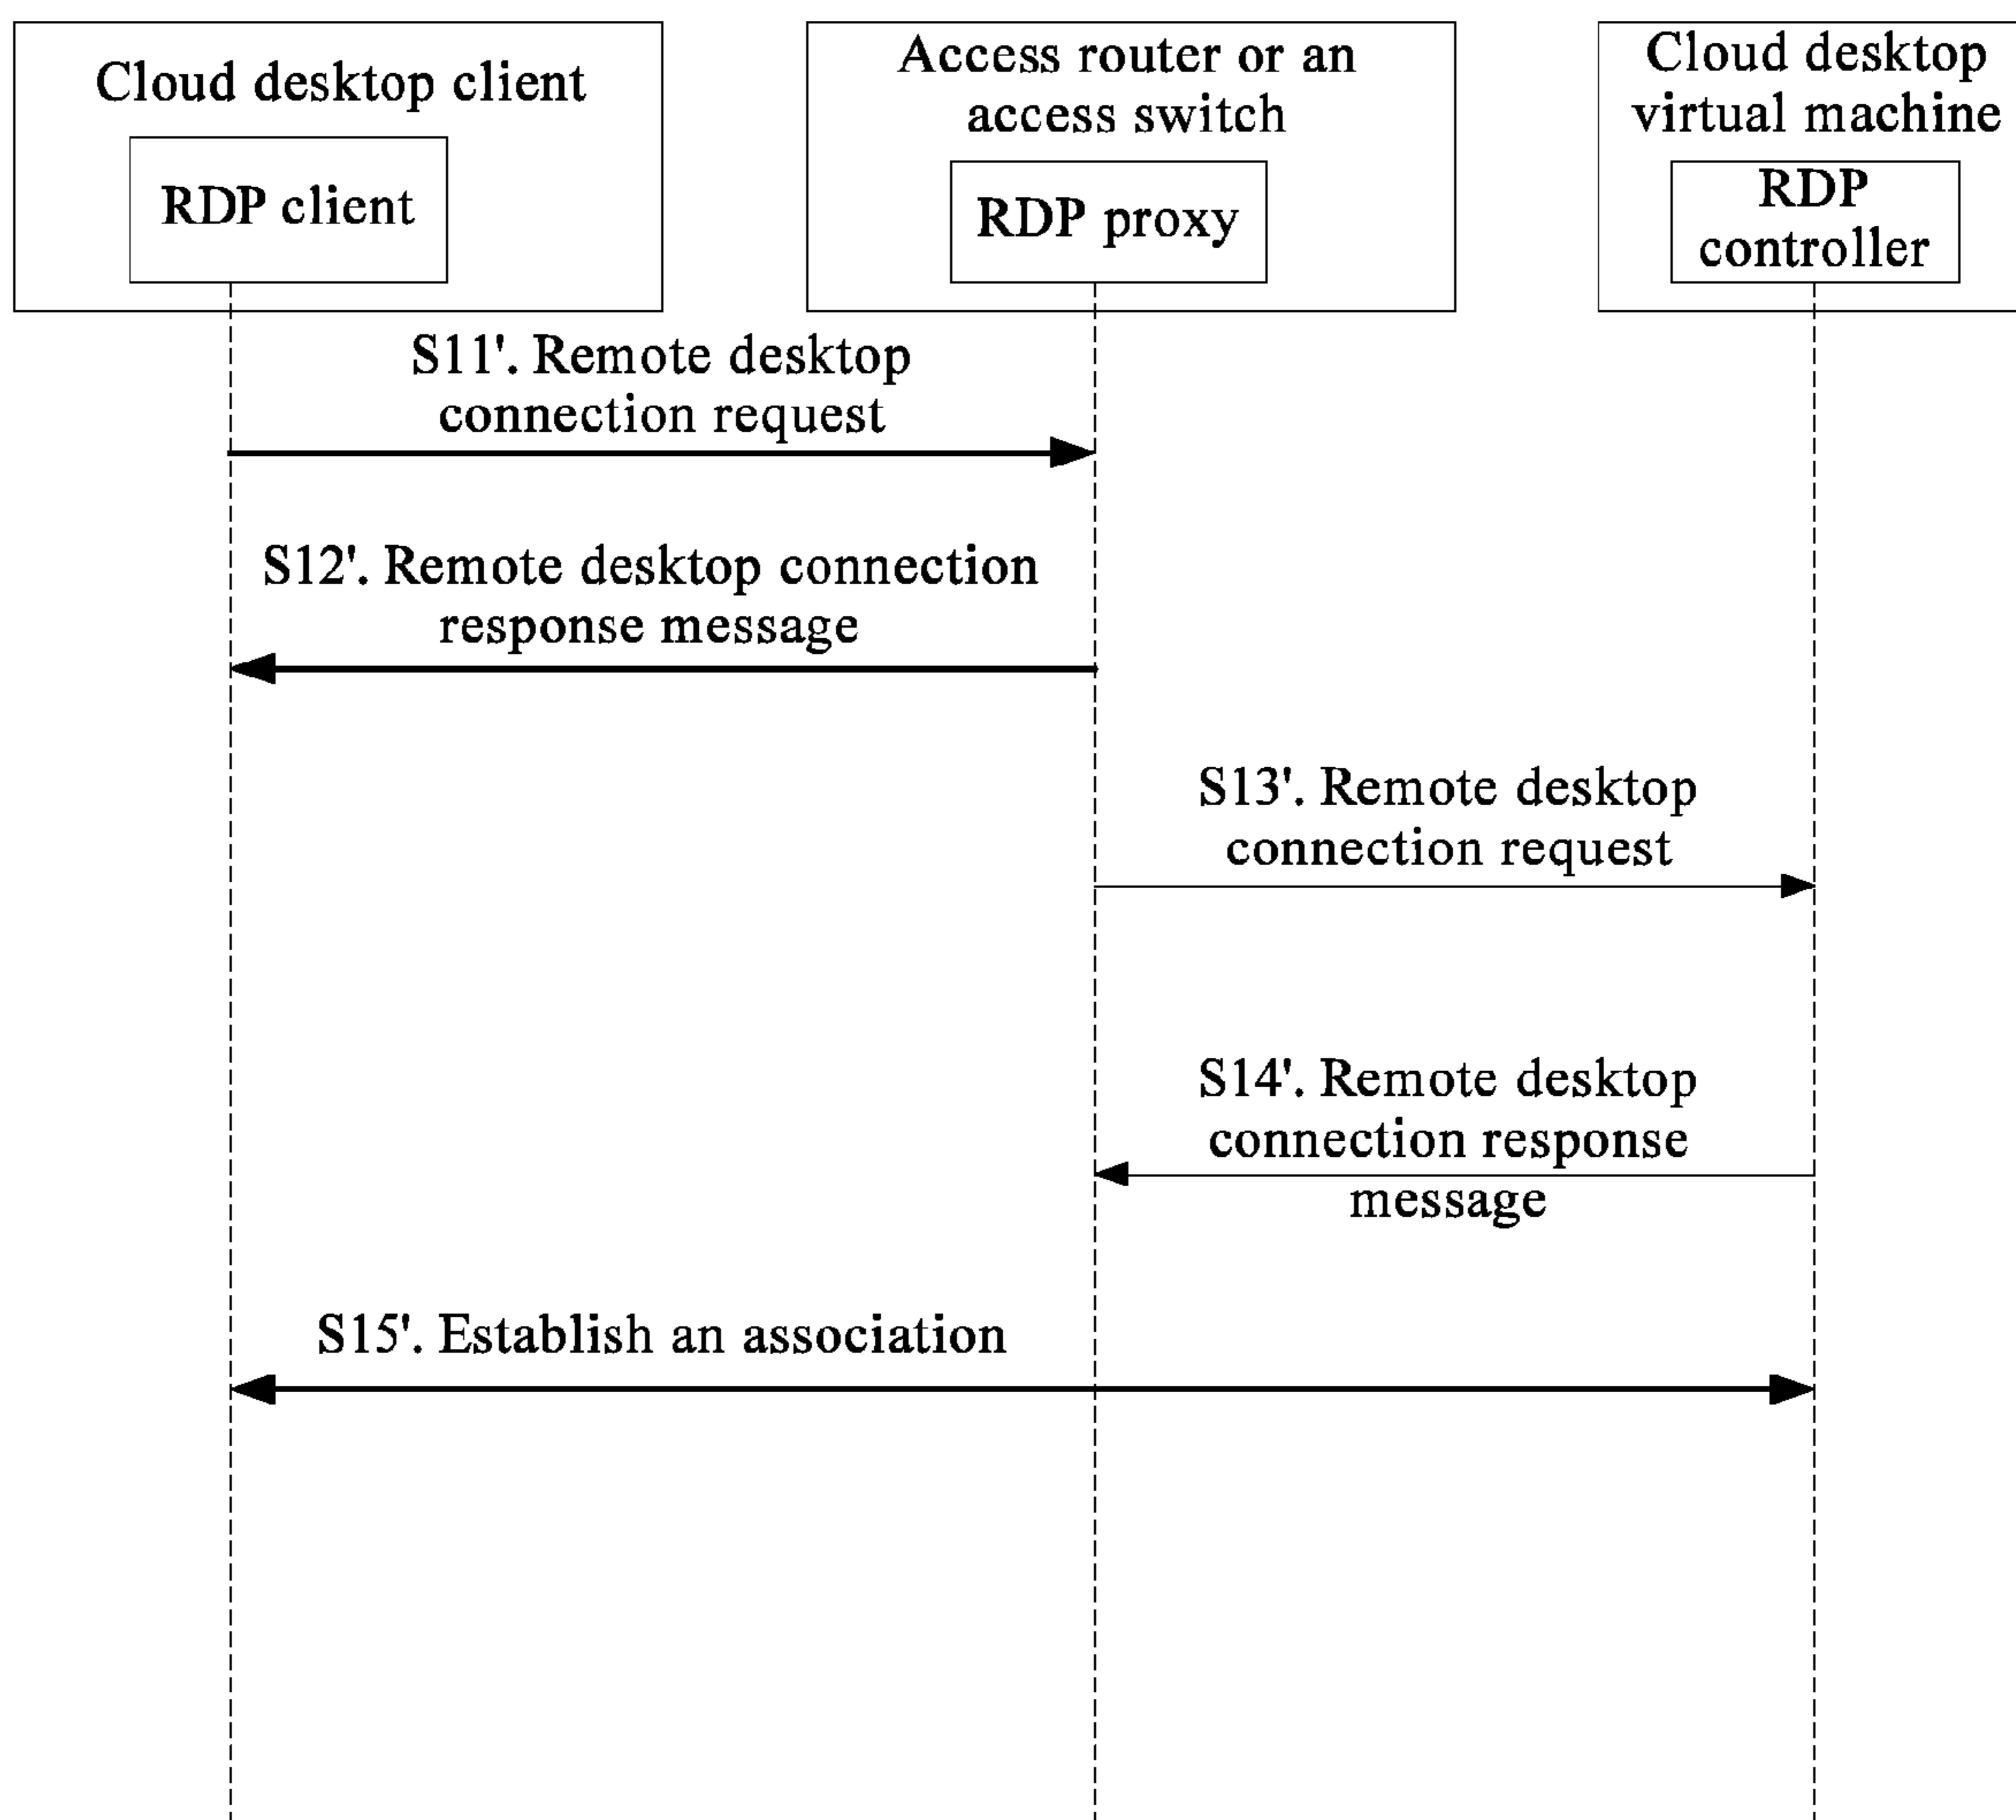 Cloud desktop client
RDP client
Access router or an
access switch
RDP proxy
Cloud desktop
virtual machine
RDP
controller
S11'. Remote desktop
connection request
S12'. Remote desktop connection
response message
S13'. Remote desktop
connection request
S14'. Remote desktop
connection response
message
S15'. Establish an association